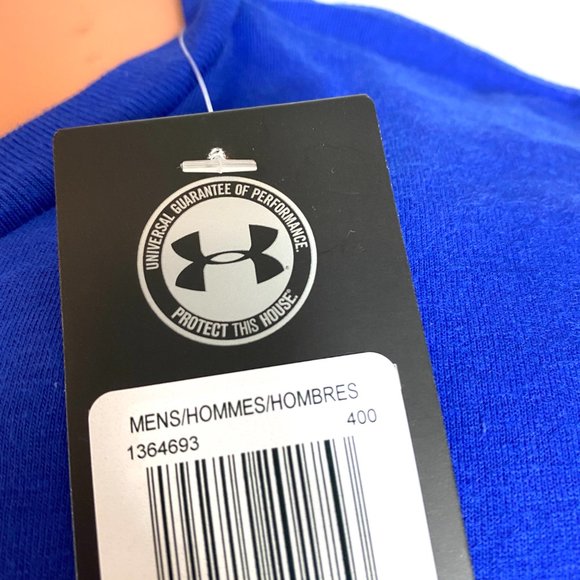 UNIVERSAL GUARANTEE OF PERFORMANCE.
PROTECT THIS HOUSE.®
MENS/HOMMES/HOMBRES
1364693 400